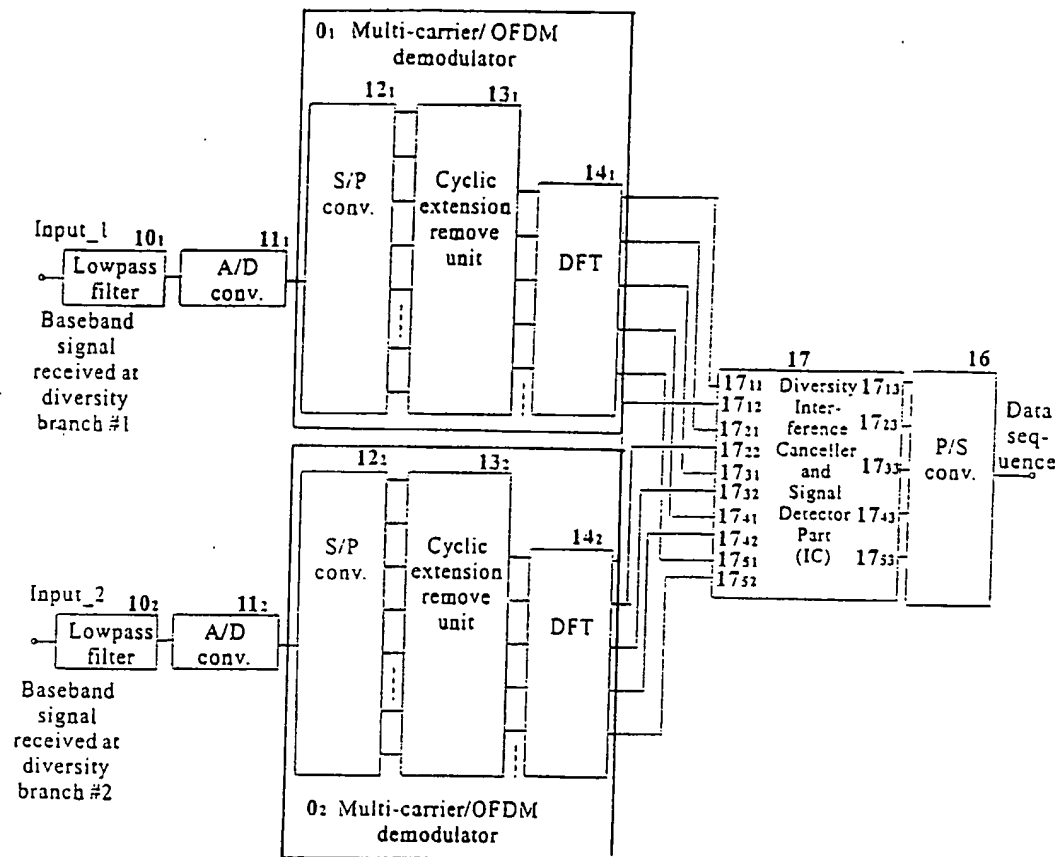 0₁ Multi-carrier/ OFDM
demodulator
12₁
13₁
14₁
S/P
conv.
Cyclic
extension
remove
unit
DFT
Input_1
10₁
11₁
Lowpass
filter
A/D
conv.
Baseband
signal
received at
diversity
branch #1
17
16
17₁₁
17₁₂
17₂₁
17₂₂
17₃₁
17₃₂
17₄₁
17₄₂
17₅₁
17₅₂
Diversity
Inter-
ference
Canceller
and
Signal
Detector
Part
(IC)
17₁₃
17₂₃
17₃₃
17₄₃
17₅₃
P/S
conv.
Data
seq-
uence
12₂
13₂
14₂
S/P
conv.
Cyclic
extension
remove
unit
DFT
Input_2
10₂
11₂
Lowpass
filter
A/D
conv.
Baseband
signal
received at
diversity
branch #2
0₂ Multi-carrier/OFDM
demodulator